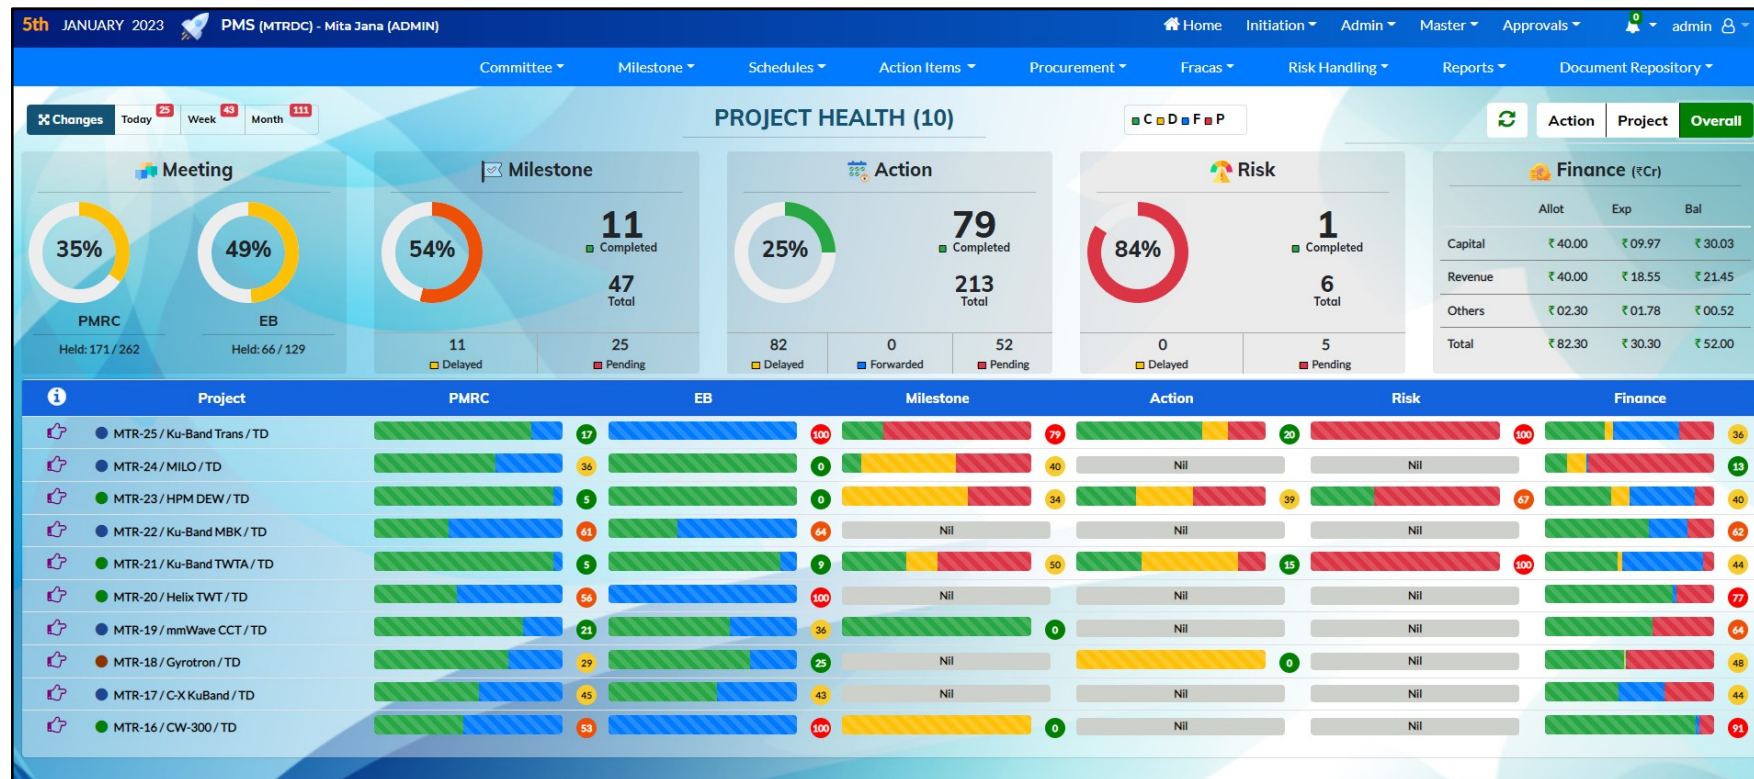 5th JANUARY 2023 PMS (MTRDC) - Mita Jana (ADMIN) Home Initiation Admin Master Approvals 0 admin
Committee Milestone Schedules Action Items Procurement Fracas Risk Handling Reports Document Repository
Changes Today 25 Week 43 Month 111 PROJECT HEALTH (10) C D F P Action Project Overall
Meeting Milestone Action Risk Finance (₹Cr)
Allot Exp Bal
35% 49% 54% 11 Completed 25% 79 Completed 84% 1 Completed
Capital ₹ 40.00 ₹ 09.97 ₹ 30.03
47 Total 213 Total 6 Total
Revenue ₹ 40.00 ₹ 18.55 ₹ 21.45
PMRC EB
Others ₹ 02.30 ₹ 01.78 ₹ 00.52
Held: 171 / 262 Held: 66 / 129 11 25 82 0 52 0 5
Total ₹ 82.30 ₹ 30.30 ₹ 52.00
Delayed Pending Delayed Forwarded Pending Delayed Pending
Project PMRC EB Milestone Action Risk Finance
MTR-25 / Ku-Band Trans / TD 17 100 79 20 100 36
MTR-24 / MILO / TD 36 0 40 Nil Nil 13
MTR-23 / HPM DEW / TD 5 0 34 39 67 40
MTR-22 / Ku-Band MBK / TD 61 64 Nil Nil Nil 62
MTR-21 / Ku-Band TWTA / TD 5 9 50 15 100 44
MTR-20 / Helix TWT / TD 56 100 Nil Nil Nil 77
MTR-19 / mmWave CCT / TD 21 36 0 Nil Nil 64
MTR-18 / Gyrotron / TD 29 25 Nil 0 Nil 48
MTR-17 / C-X KuBand / TD 45 43 Nil Nil Nil 44
MTR-16 / CW-300 / TD 53 100 0 Nil Nil 91